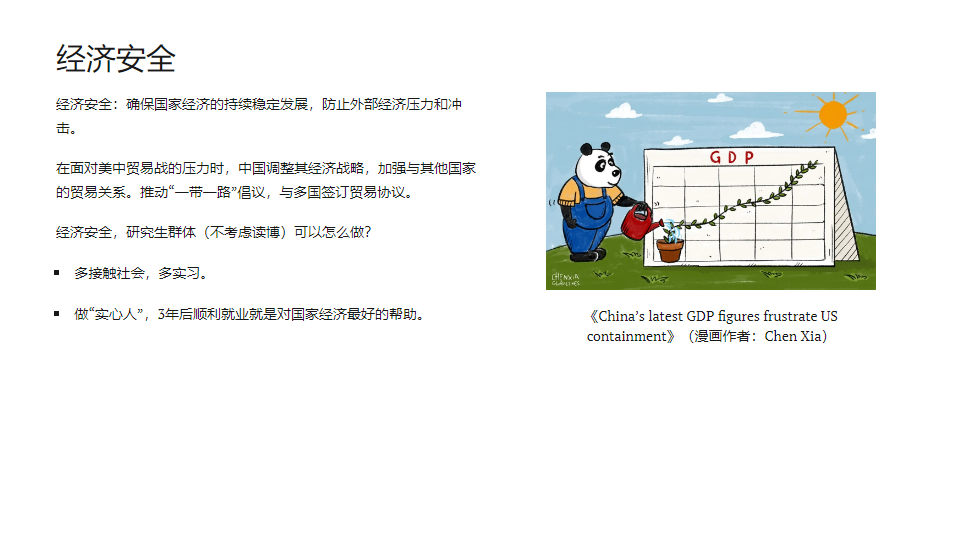 经济安全
经济安全：确保国家经济的持续稳定发展，防止外部经济压力和冲
击。
在面对美中贸易战的压力时，中国调整其经济战略，加强与其他国家
的贸易关系。推动“一带一路”倡议，与多国签订贸易协议。
经济安全，研究生群体（不考虑读博）可以怎么做？
▪ 多接触社会，多实习。
▪ 做“实心人”，3年后顺利就业就是对国家经济最好的帮助。
GDP
CHEN XIA
GLOBAL TIMES
《China’s latest GDP figures frustrate US
containment》（漫画作者：Chen Xia）